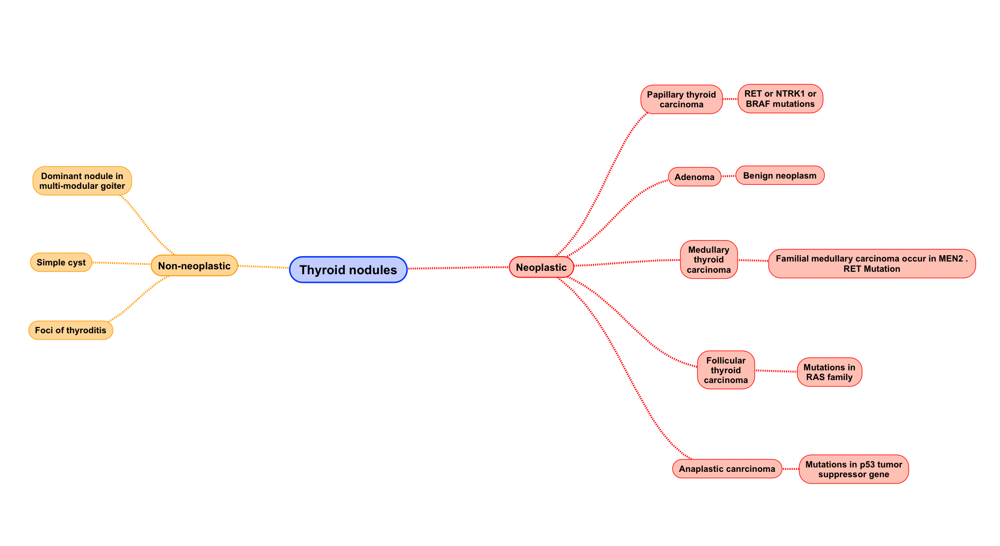 Thyroid nodules
Non-neoplastic
Dominant nodule in
multi-modular goiter
Simple cyst
Foci of thyroditis
Neoplastic
Papillary thyroid
carcinoma
RET or NTRK1 or
BRAF mutations
Adenoma
Benign neoplasm
Medullary
thyroid
carcinoma
Familial medullary carcinoma occur in MEN2 .
RET Mutation
Follicular
thyroid
carcinoma
Mutations in
RAS family
Anaplastic canrcinoma
Mutations in p53 tumor
suppressor gene